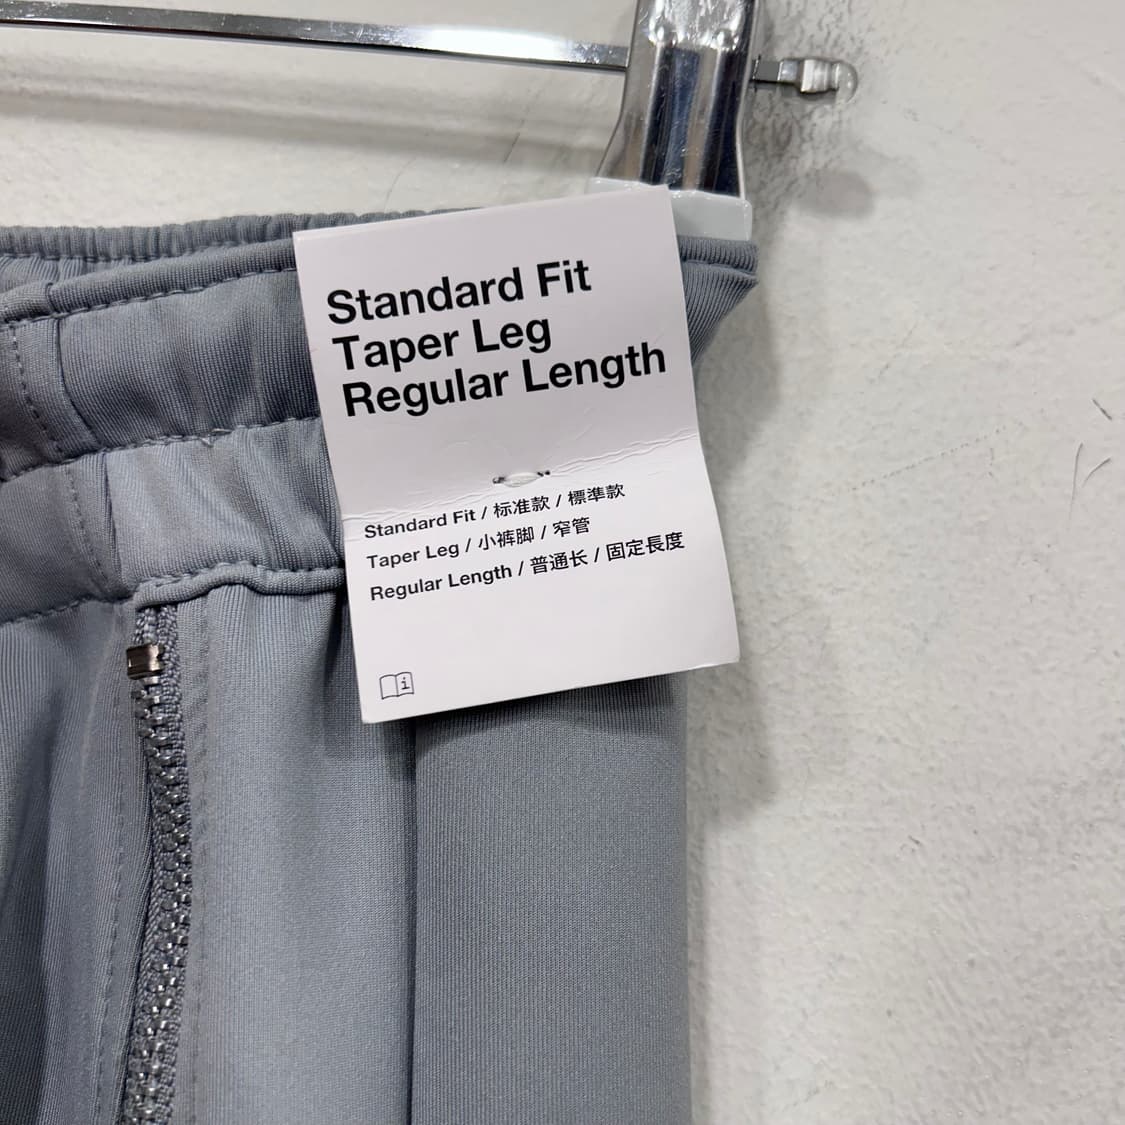 Standard Fit
Taper Leg
Regular Length
Standard Fit / 标准款 / 標準款
Taper Leg / 小裤脚 / 窄管
Regular Length / 普通长 / 固定長度
i